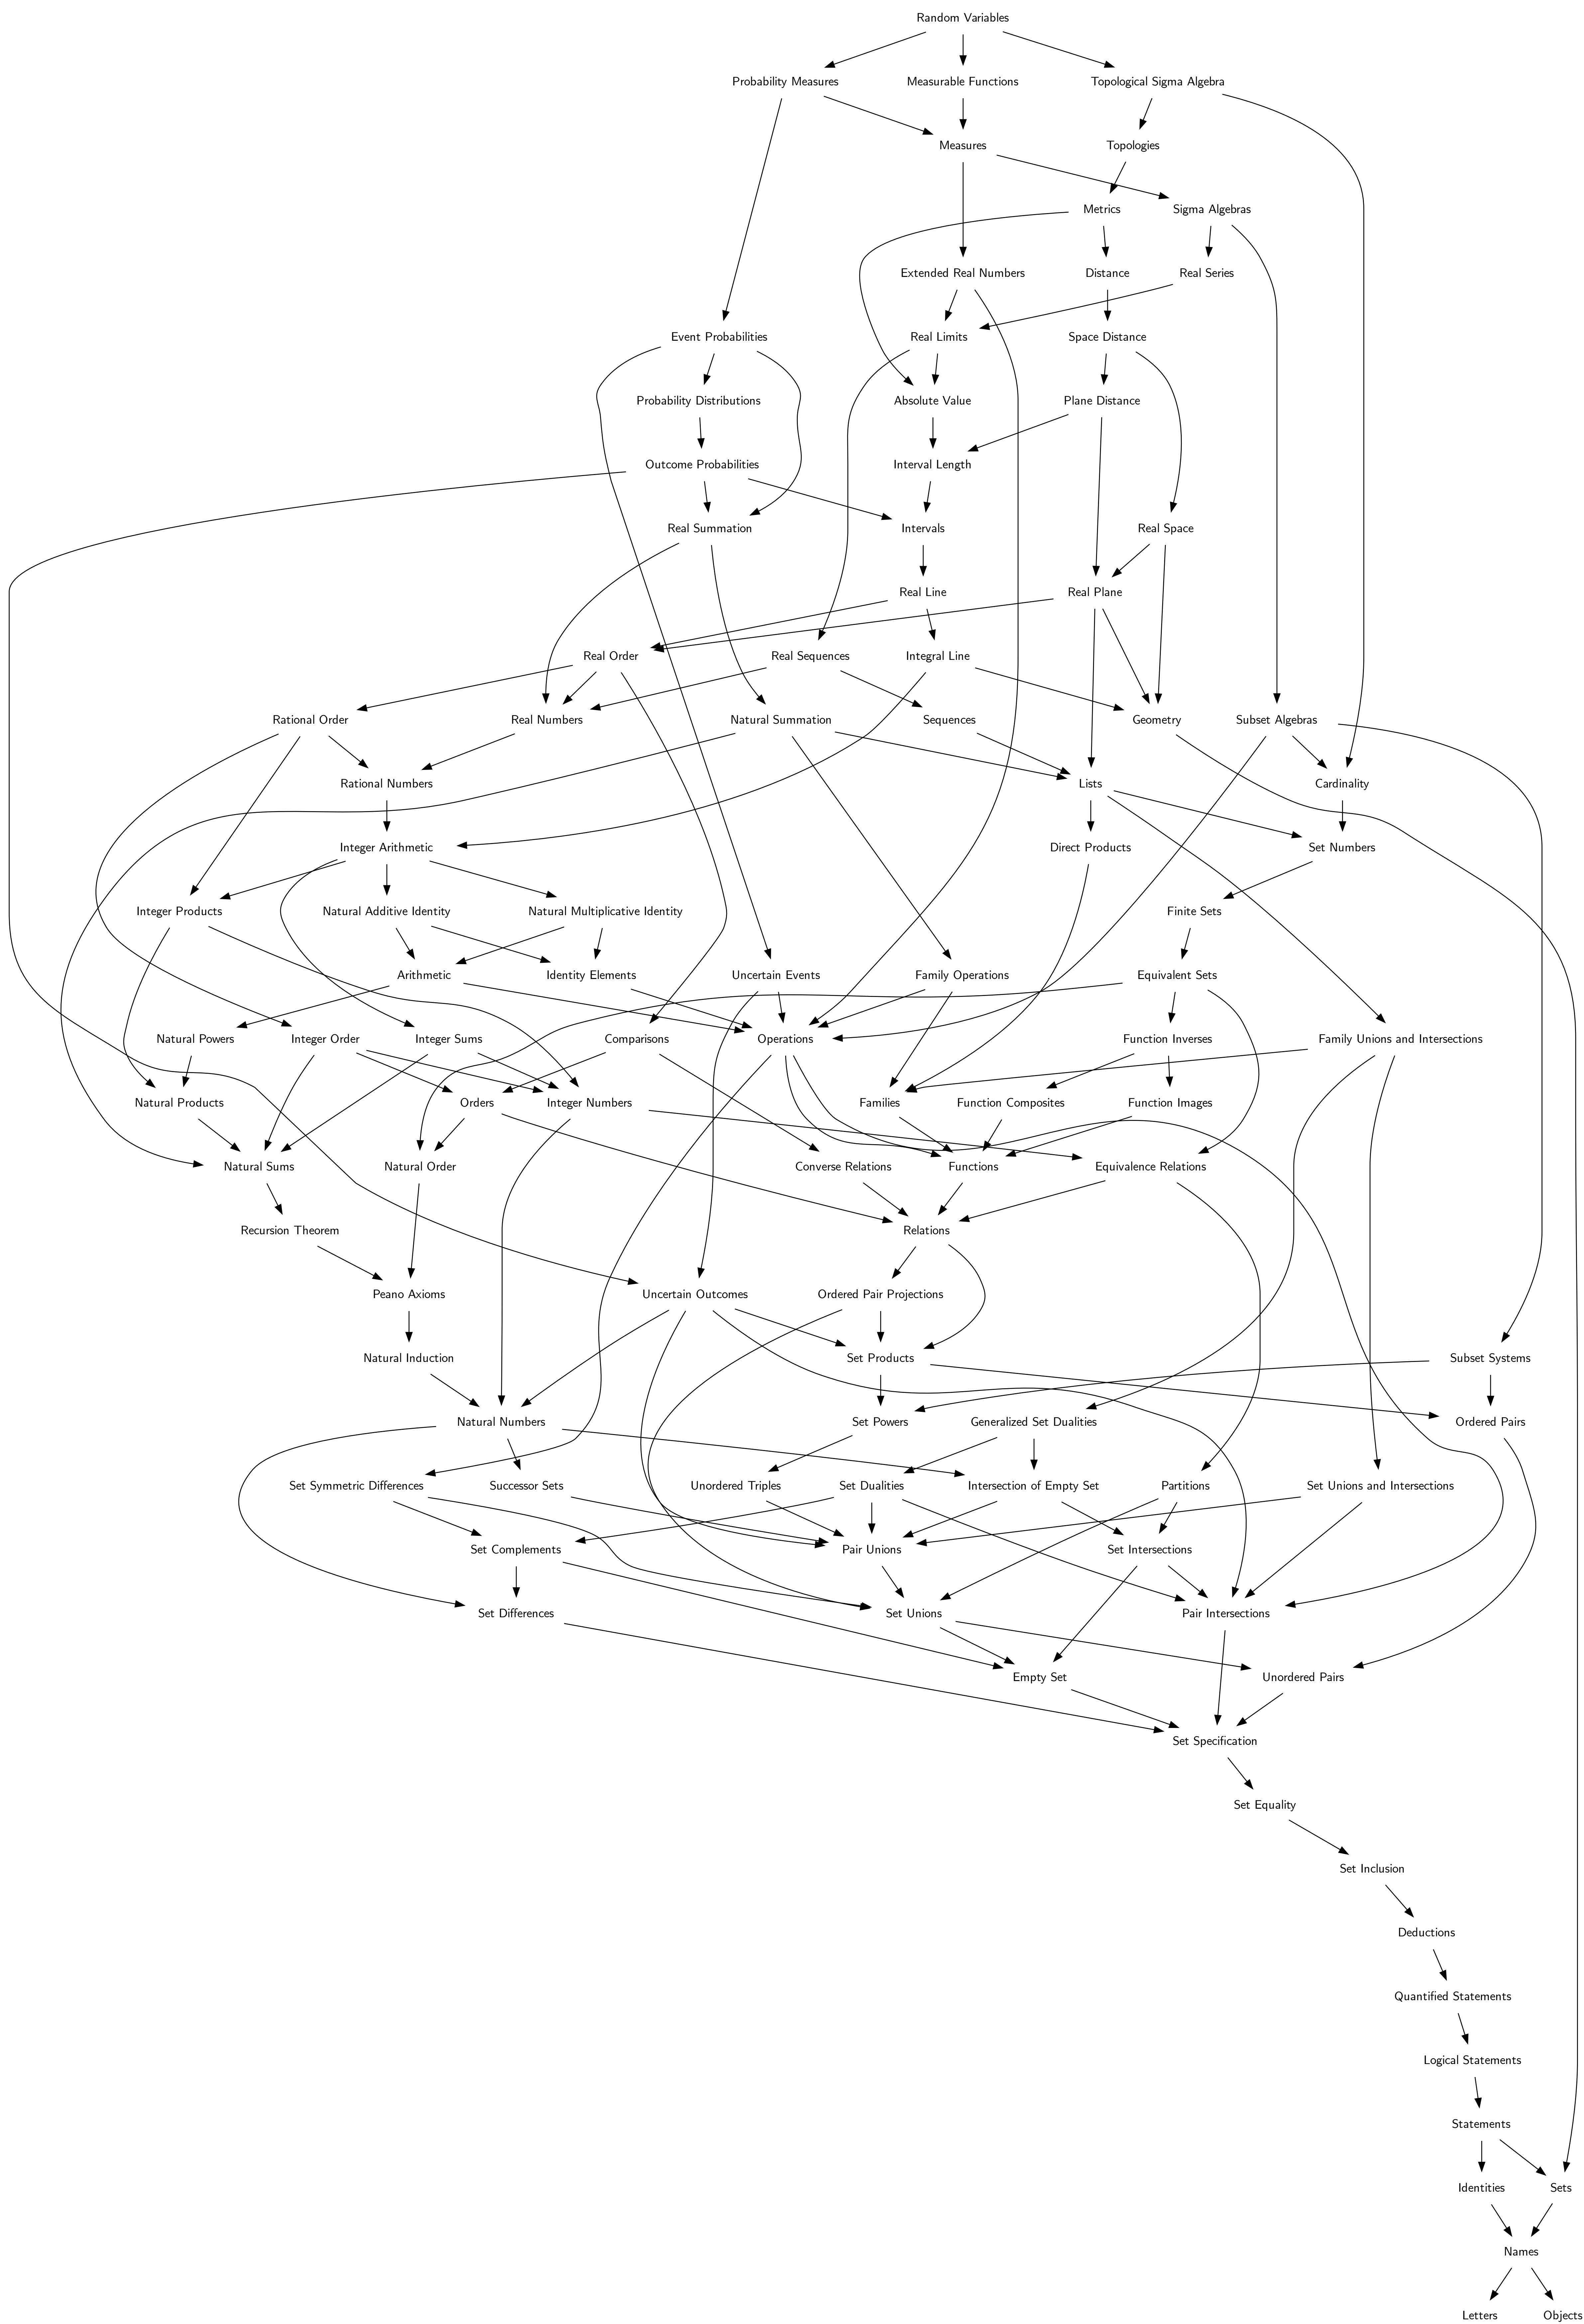 Random Variables
Probability Measures
Measurable Functions
Topological Sigma Algebra
Measures
Topologies
Metrics
Sigma Algebras
Extended Real Numbers
Distance
Real Series
Event Probabilities
Real Limits
Space Distance
Probability Distributions
Absolute Value
Plane Distance
Outcome Probabilities
Interval Length
Real Summation
Intervals
Real Space
Real Line
Real Plane
Real Order
Real Sequences
Integral Line
Rational Order
Real Numbers
Natural Summation
Sequences
Geometry
Subset Algebras
Rational Numbers
Lists
Cardinality
Integer Arithmetic
Direct Products
Set Numbers
Integer Products
Natural Additive Identity
Natural Multiplicative Identity
Finite Sets
Arithmetic
Identity Elements
Uncertain Events
Family Operations
Equivalent Sets
Natural Powers
Integer Order
Integer Sums
Comparisons
Operations
Function Inverses
Family Unions and Intersections
Natural Products
Orders
Integer Numbers
Families
Function Composites
Function Images
Natural Sums
Natural Order
Converse Relations
Functions
Equivalence Relations
Recursion Theorem
Relations
Peano Axioms
Uncertain Outcomes
Ordered Pair Projections
Natural Induction
Set Products
Subset Systems
Natural Numbers
Set Powers
Generalized Set Dualities
Ordered Pairs
Set Symmetric Differences
Successor Sets
Unordered Triples
Set Dualities
Intersection of Empty Set
Partitions
Set Unions and Intersections
Set Complements
Pair Unions
Set Intersections
Set Differences
Set Unions
Pair Intersections
Empty Set
Unordered Pairs
Set Specification
Set Equality
Set Inclusion
Deductions
Quantified Statements
Logical Statements
Statements
Identities
Sets
Names
Letters
Objects